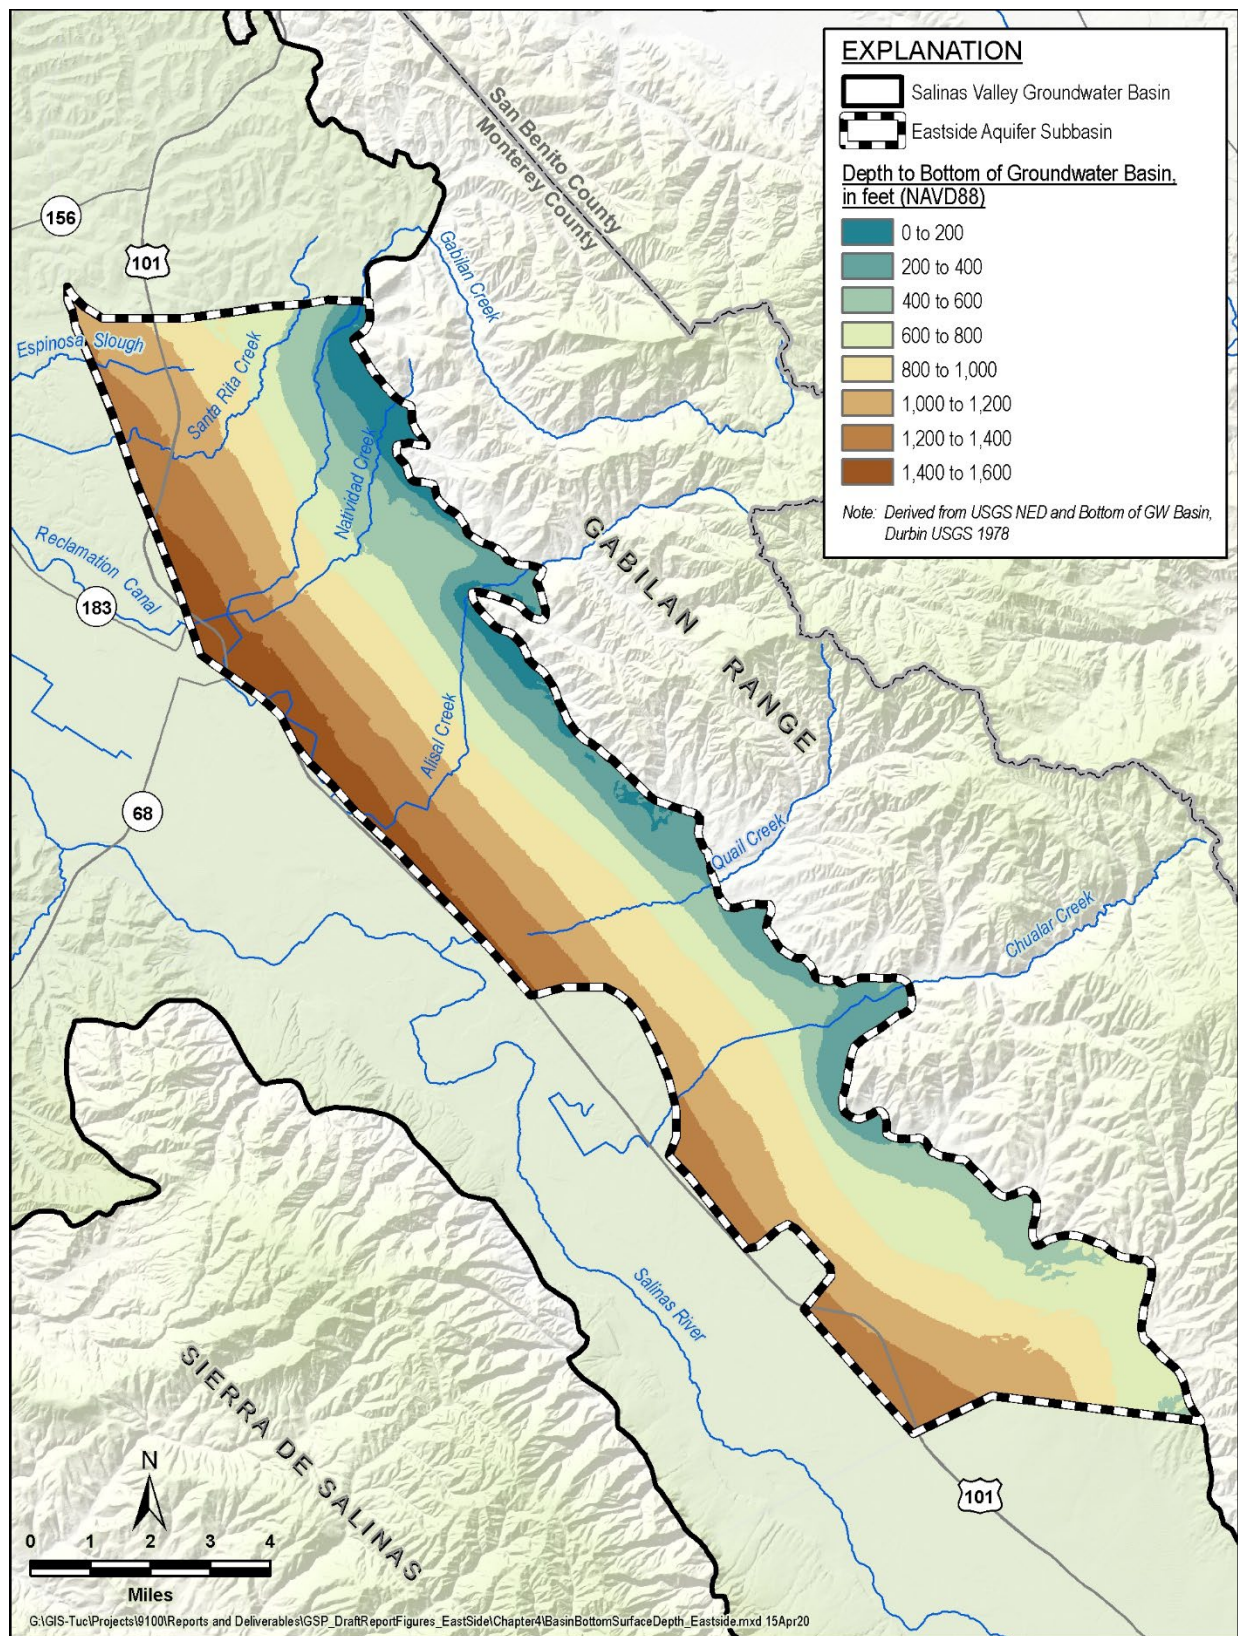 EXPLANATION
Salinas Valley Groundwater Basin
Eastside Aquifer Subbasin
Depth to Bottom of Groundwater Basin,
in feet (NAVD88)
0 to 200
200 to 400
400 to 600
600 to 800
800 to 1,000
1,000 to 1,200
1,200 to 1,400
1,400 to 1,600
Note: Derived from USGS NED and Bottom of GW Basin,
Durbin USGS 1978
San Benito County
Monterey County
156
101
Gabilan Creek
Espinosa Slough
Santa Rita Creek
Natividad Creek
Reclamation Canal
183
GABILAN RANGE
Alisal Creek
68
Quail Creek
Chualar Creek
Salinas River
SIERRA DE SALINAS
101
N
0 1 2 3 4
Miles
G:\GIS-Tuc\Projects\9100\Reports and Deliverables\GSP_DraftReportFigures_EastSide\Chapter4\BasinBottomSurfaceDepth_Eastside.mxd 15Apr20